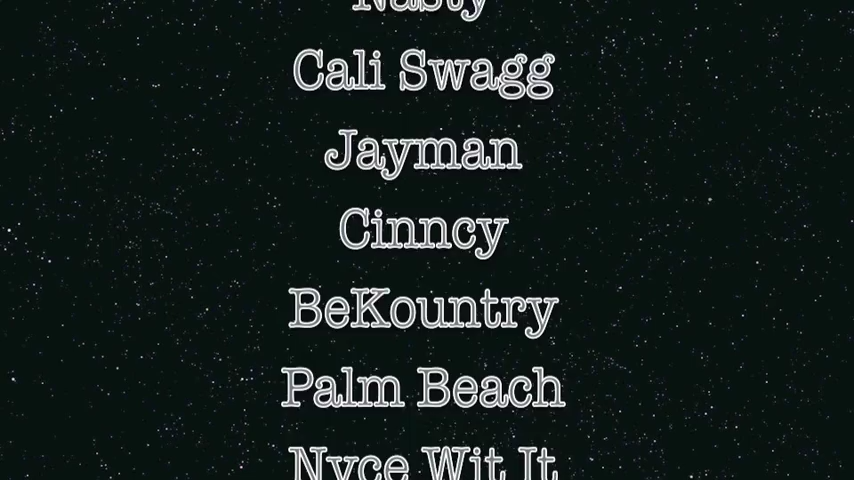 Nasty
Cali Swagg
Jayman
Cinncy
BeKountry
Palm Beach
Nyce Wit It